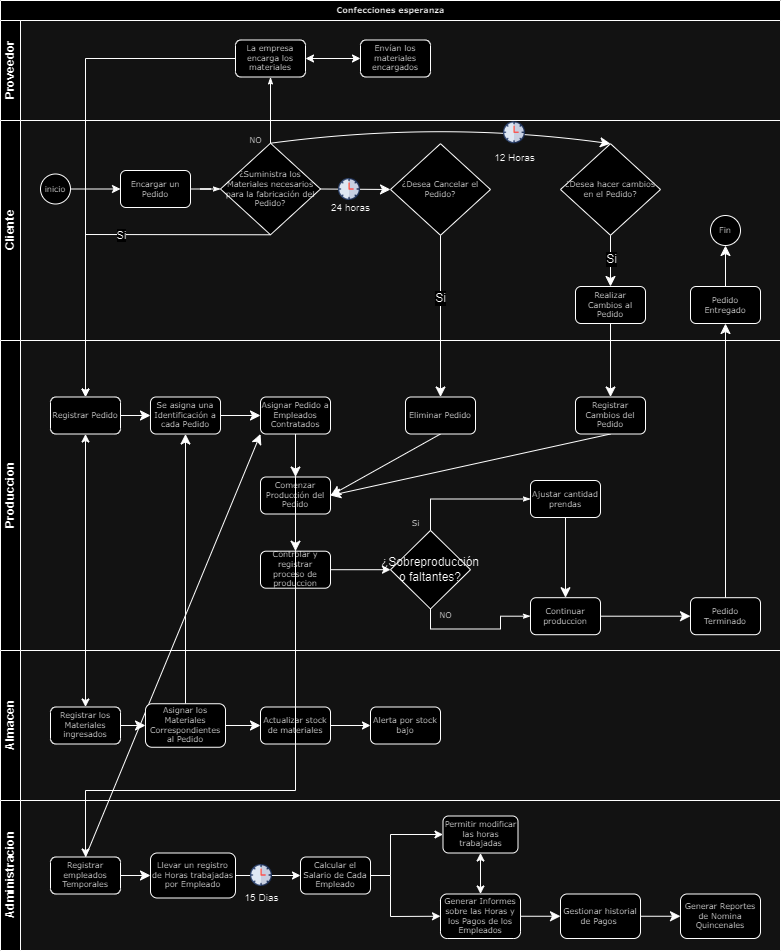 Confecciones esperanza
Proveedor
La empresa
encarga los
materiales
Envían los
materiales
encargados
Cliente
NO
12 Horas
inicio
Encargar un
Pedido
¿Suministra los
Materiales necesarios
para la fabricación del
Pedido?
24 horas
¿Desea Cancelar el
Pedido?
¿Desea hacer cambios
en el Pedido?
Si
Si
Si
Realizar
Cambios al
Pedido
Fin
Pedido
Entregado
Produccion
Registrar Pedido
Se asigna una
Identificación a
cada Pedido
Asignar Pedido a
Empleados
Contratados
Eliminar Pedido
Registrar
Cambios del
Pedido
Comenzar
Producción del
Pedido
Controlar y
registrar
proceso de
produccion
Si
¿Sobreproducción
o faltantes?
NO
Ajustar cantidad
prendas
Continuar
produccion
Pedido
Terminado
Almacen
Registrar los
Materiales
ingresados
Asignar los
Materiales
Correspondientes
al Pedido
Actualizar stock
de materiales
Alerta por stock
bajo
Administracion
Registrar
empleados
Temporales
Llevar un registro
de Horas trabajadas
por Empleado
15 Dias
Calcular el
Salario de Cada
Empleado
Permitir modificar
las horas
trabajadas
Generar Informes
sobre las Horas y
los Pagos de los
Empleados
Gestionar historial
de Pagos
Generar Reportes
de Nomina
Quincenales